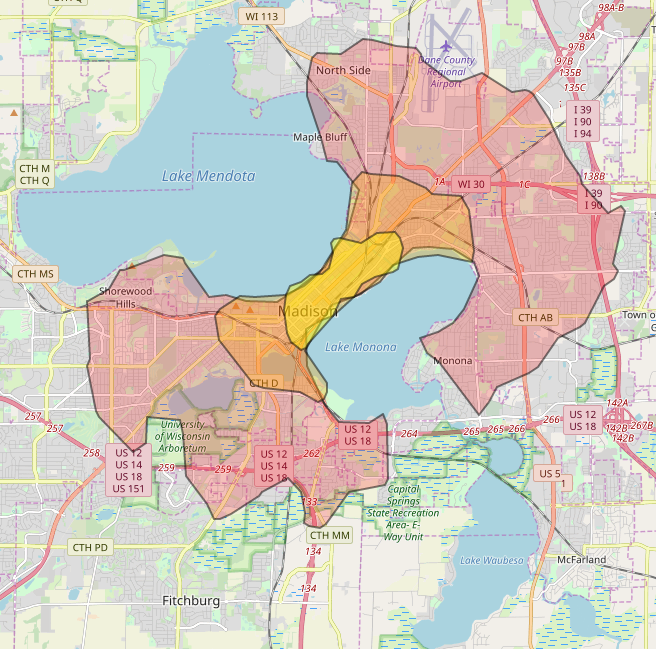 CTH Q
WI 113
98A-B
98A
97B
97B
135B
135C
North Side
Dane County
Regional
Airport
I 39
I 90
I 94
Maple Bluff
CTH M
CTH Q
Lake Mendota
138B
1A
WI 30
1C
I 39
I 90
CTH MS
Shorewood
Hills
Madison
CTH AB
Town o
Lake Monona
Monona
CTH D
142A
257
257
University
of Wisconsin
Arboretum
US 12
US 18
264
265
265
266
US 12
US 18
142B
142B
267B
258
US 12
US 14
US 18
US 151
259
259
US 12
US 14
US 18
262
US 5
1
Capital
Springs
State Recreation
Area- E-
Way Unit
133
CTH MM
CTH PD
134
Lake Waubesa
McFarland
134
Fitchburg